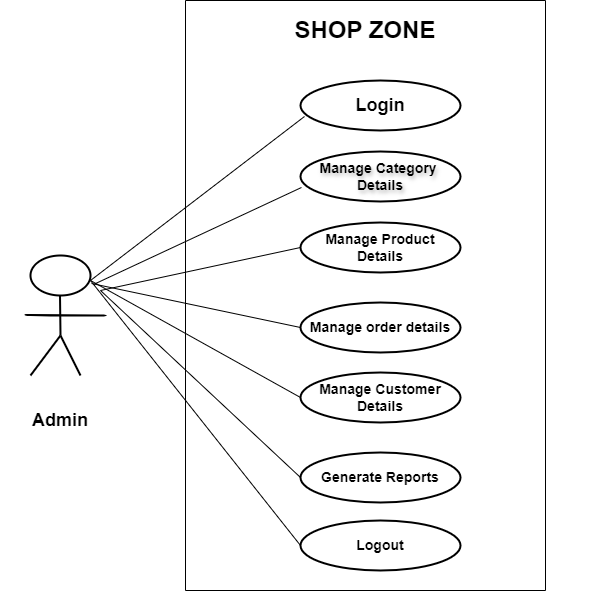 SHOP ZONE
Login
Manage Category
Details
Manage Product
Details
Manage order details
Manage Customer
Details
Generate Reports
Logout
Admin